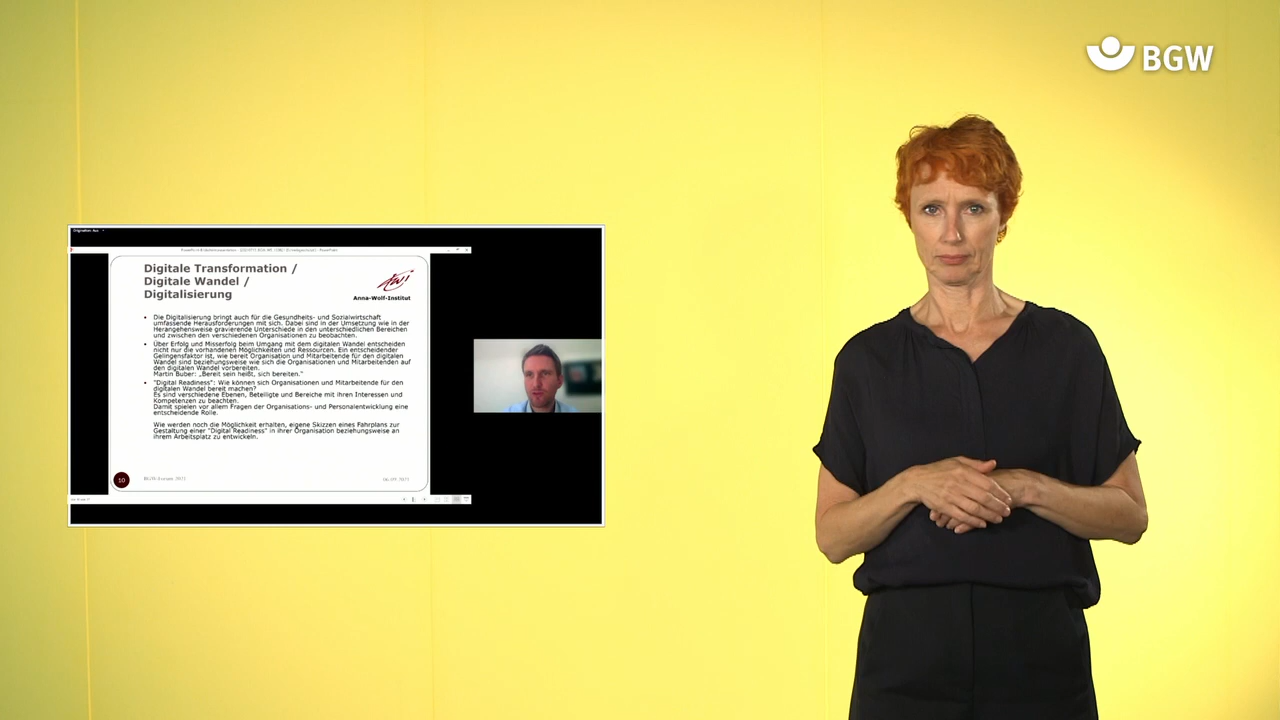 BGW
Digitale Transformation /
Digitale Wandel /
Digitalisierung
Anna-Wolf-Institut
• Die Digitalisierung bringt auch für die Gesundheits- und Sozialwirtschaft
umfassende Herausforderungen mit sich. Dabei sind in der Umsetzung wie in der
Herangehensweise gravierende Unterschiede in den unterschiedlichen Bereichen
und zwischen den verschiedenen Organisationen zu beobachten.
• Über Erfolg und Misserfolg beim Umgang mit dem digitalen Wandel entscheiden
nicht nur die vorhandenen Möglichkeiten und Ressourcen. Ein entscheidender
Gelingensfaktor ist, wie bereit Organisation und Mitarbeitende für den digitalen
Wandel sind beziehungsweise wie sich die Organisationen und Mitarbeitenden auf
den digitalen Wandel vorbereiten.
Martin Buber: „Bereit sein heißt, sich bereiten.“
• "Digital Readiness": Wie können sich Organisationen und Mitarbeitende für den
digitalen Wandel bereit machen?
Es sind verschiedene Ebenen, Beteiligte und Bereiche mit ihren Interessen und
Kompetenzen zu beachten.
Damit spielen vor allem Fragen der Organisations- und Personalentwicklung eine
entscheidende Rolle.
Wie werden noch die Möglichkeit erhalten, eigene Skizzen eines Fahrplans zur
Gestaltung einer "Digital Readiness" in Ihrer Organisation beziehungsweise an
ihrem Arbeitsplatz zu entwickeln.
10
BGW-Forum 2021
06.09.2021